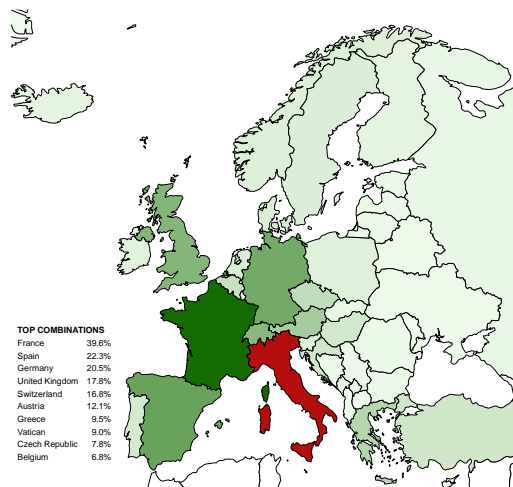 TOP COMBINATIONS
France 39.6%
Spain 22.3%
Germany 20.5%
United Kingdom 17.8%
Switzerland 16.8%
Austria 12.1%
Greece 9.5%
Vatican 9.0%
Czech Republic 7.8%
Belgium 6.8%